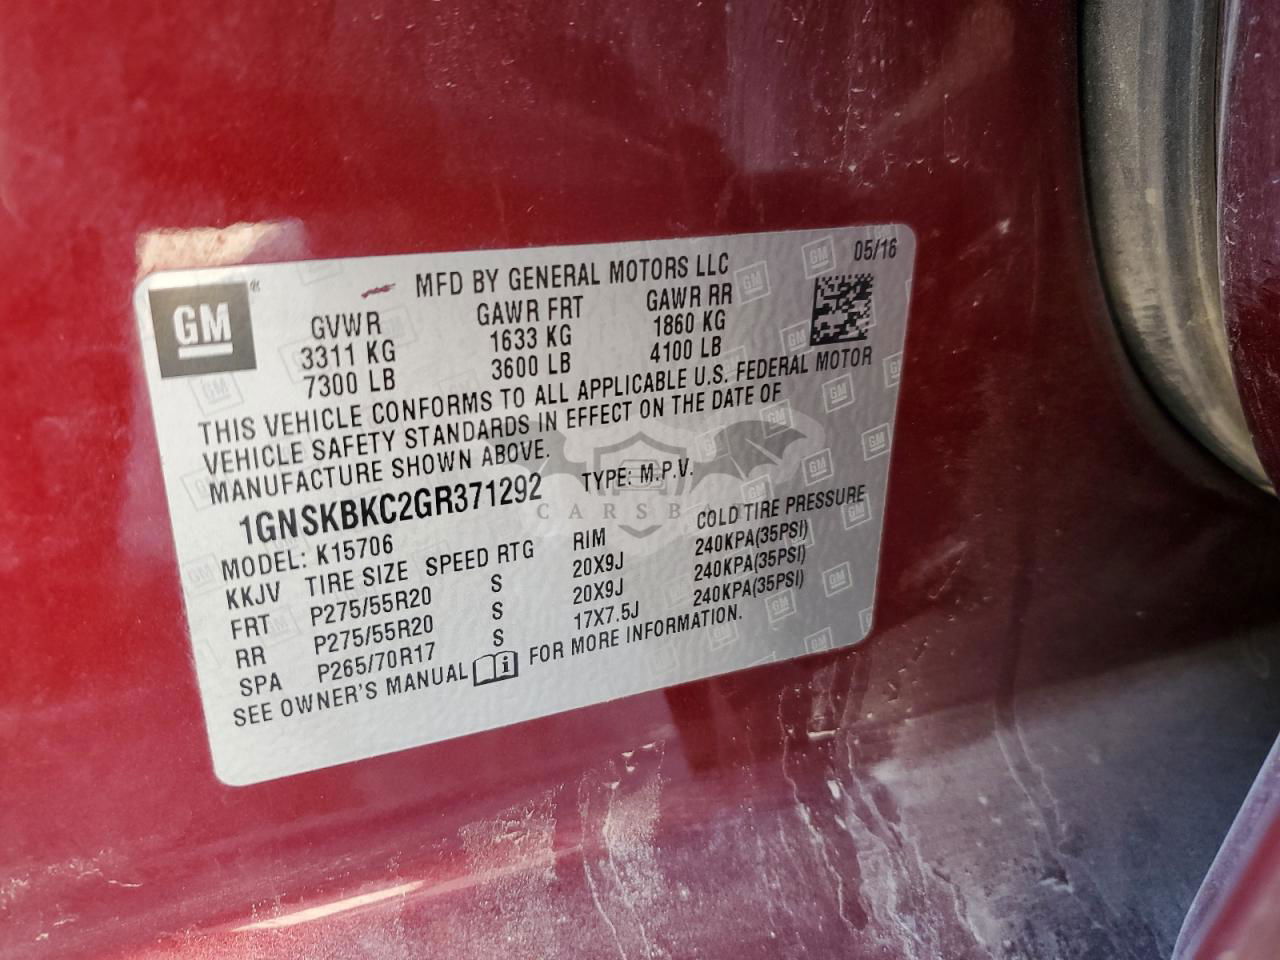 GM®
MFD BY GENERAL MOTORS LLC 05/16
GVWR GAWR FRT GAWR RR
3311 KG 1633 KG 1860 KG
7300 LB 3600 LB 4100 LB
THIS VEHICLE CONFORMS TO ALL APPLICABLE U.S. FEDERAL MOTOR
VEHICLE SAFETY STANDARDS IN EFFECT ON THE DATE OF
MANUFACTURE SHOWN ABOVE.
1GNSKBKC2GR371292 TYPE: M.P.V.
MODEL: K15706
KKJV TIRE SIZE SPEED RTG RIM COLD TIRE PRESSURE
FRT P275/55R20 S 20X9J 240KPA(35PSI)
RR P275/55R20 S 20X9J 240KPA(35PSI)
SPA P265/70R17 S 17X7.5J 240KPA(35PSI)
SEE OWNER'S MANUAL FOR MORE INFORMATION.